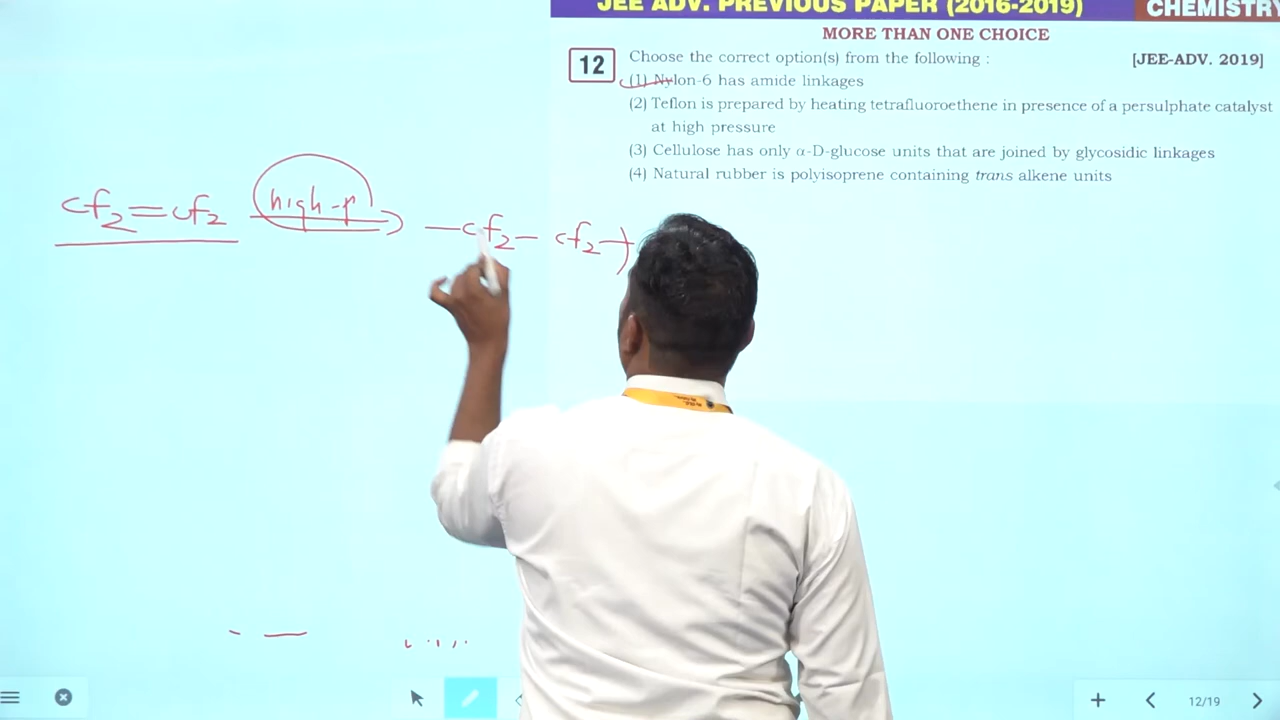 JEE ADV. PREVIOUS PAPER (2016-2019) CHEMISTRY
MORE THAN ONE CHOICE
12 Choose the correct option(s) from the following : [JEE-ADV. 2019]
(1) Nylon-6 has amide linkages
(2) Teflon is prepared by heating tetrafluoroethene in presence of a persulphate catalyst
at high pressure
(3) Cellulose has only α-D-glucose units that are joined by glycosidic linkages
(4) Natural rubber is polyisoprene containing trans alkene units
CF2=CF2 high-P —CF2—CF2—)
12/19